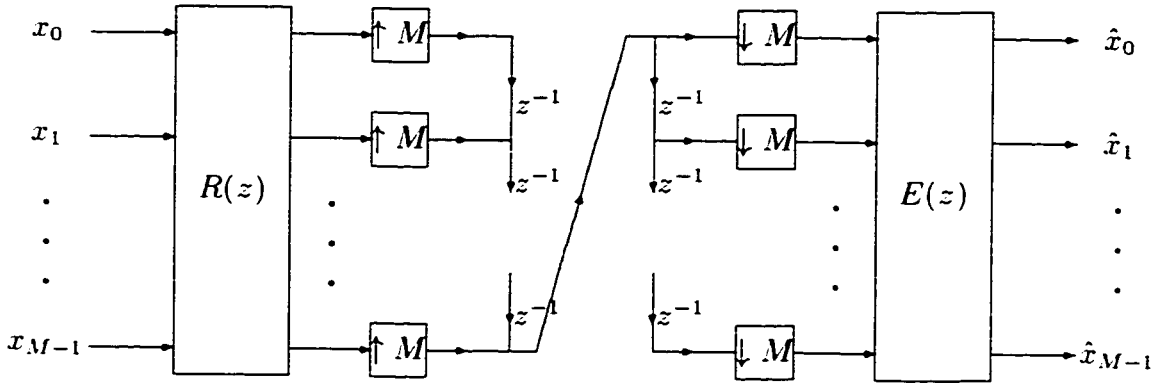 x_0 ↑ M ↓ M x̂_0
z^{-1} z^{-1}
x_1 ↑ M ↓ M x̂_1
z^{-1} z^{-1}
R(z) E(z)
z^{-1} z^{-1}
x_{M-1} ↑ M ↓ M x̂_{M-1}